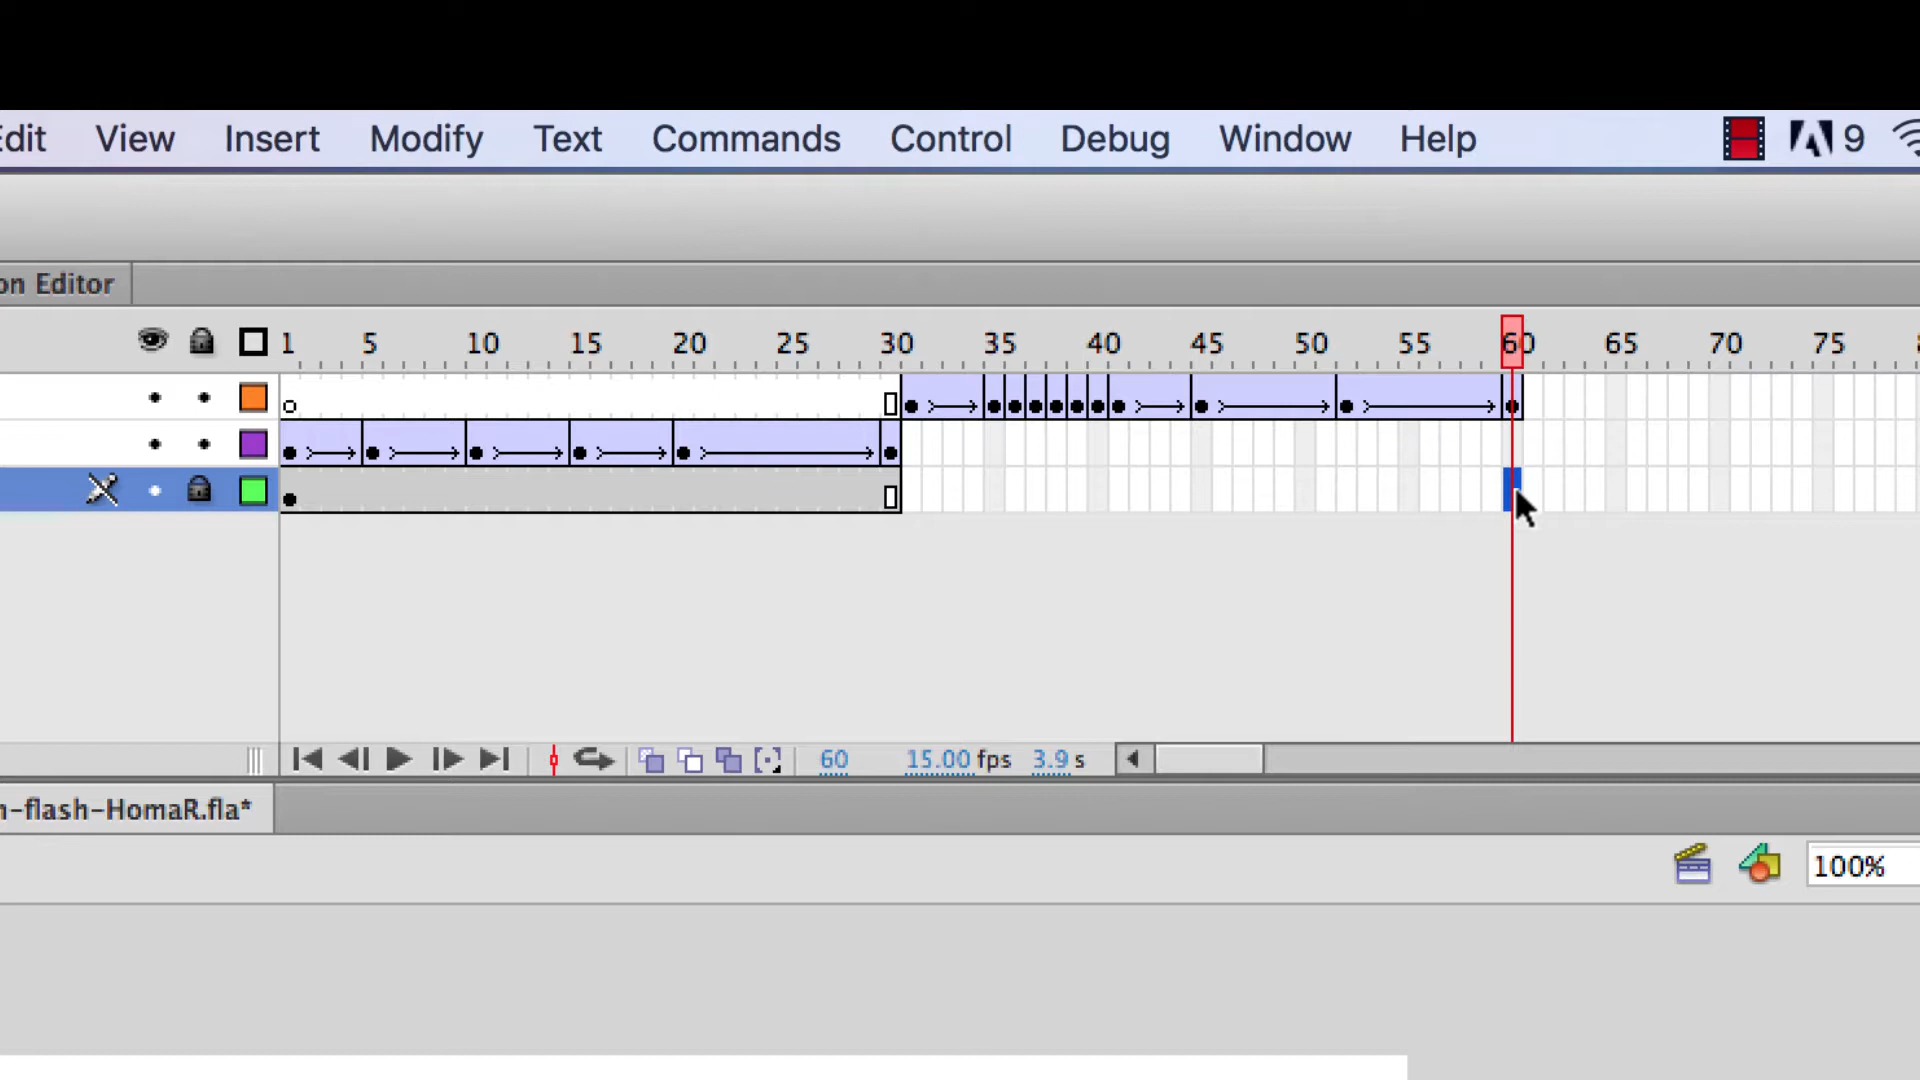 Edit View Insert Modify Text Commands Control Debug Window Help 9
on Editor
1 5 10 15 20 25 30 35 40 45 50 55 60 65 70 75
60 15.00 fps 3.9 s
n-flash-HomaR.fla*
100%